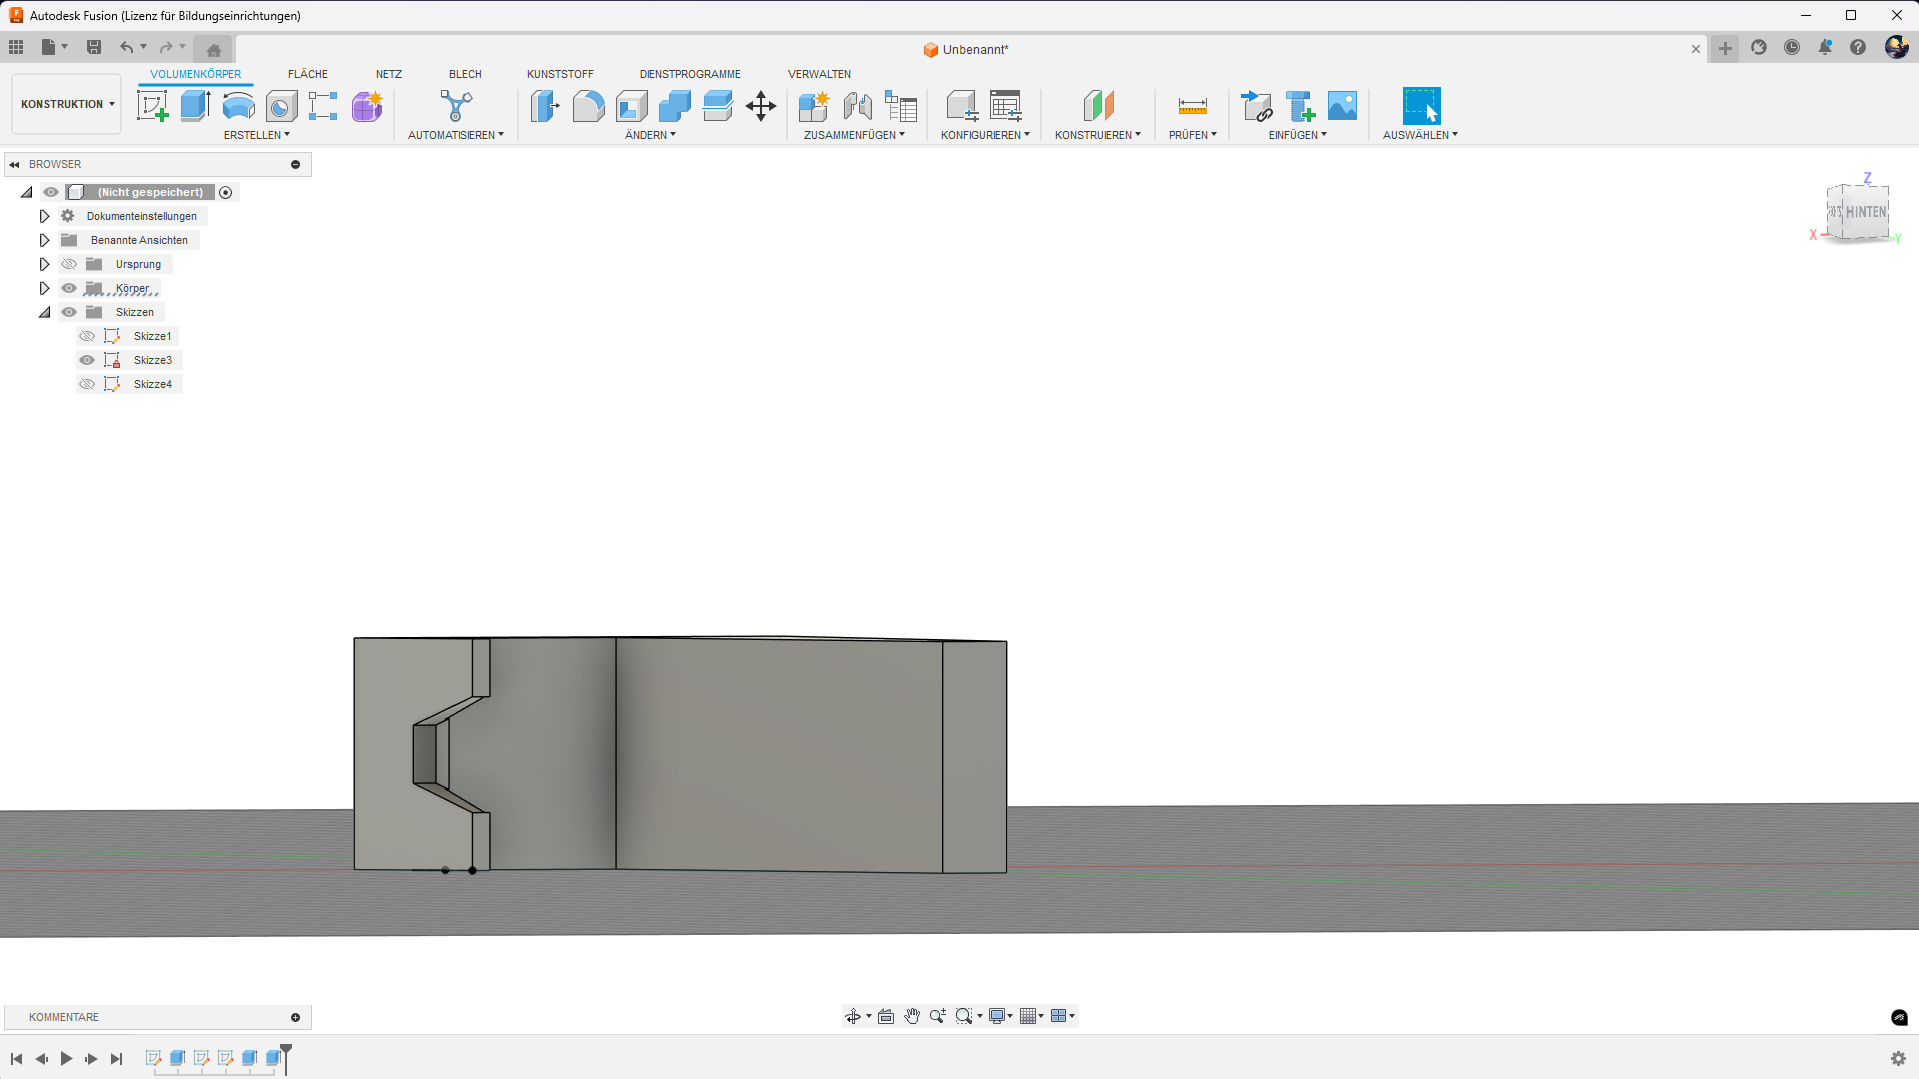 Autodesk Fusion (Lizenz für Bildungseinrichtungen)
Unbenannt*
VOLUMENKÖRPER FLÄCHE NETZ BLECH KUNSTSTOFF DIENSTPROGRAMME VERWALTEN
KONSTRUKTION
ERSTELLEN AUTOMATISIEREN ÄNDERN ZUSAMMENFÜGEN KONFIGURIEREN KONSTRUIEREN PRÜFEN EINFÜGEN AUSWÄHLEN
BROWSER
(Nicht gespeichert)
Dokumenteinstellungen
Benannte Ansichten
Ursprung
Körper
Skizzen
Skizze1
Skizze3
Skizze4
Z
HINTEN
X
Y
KOMMENTARE